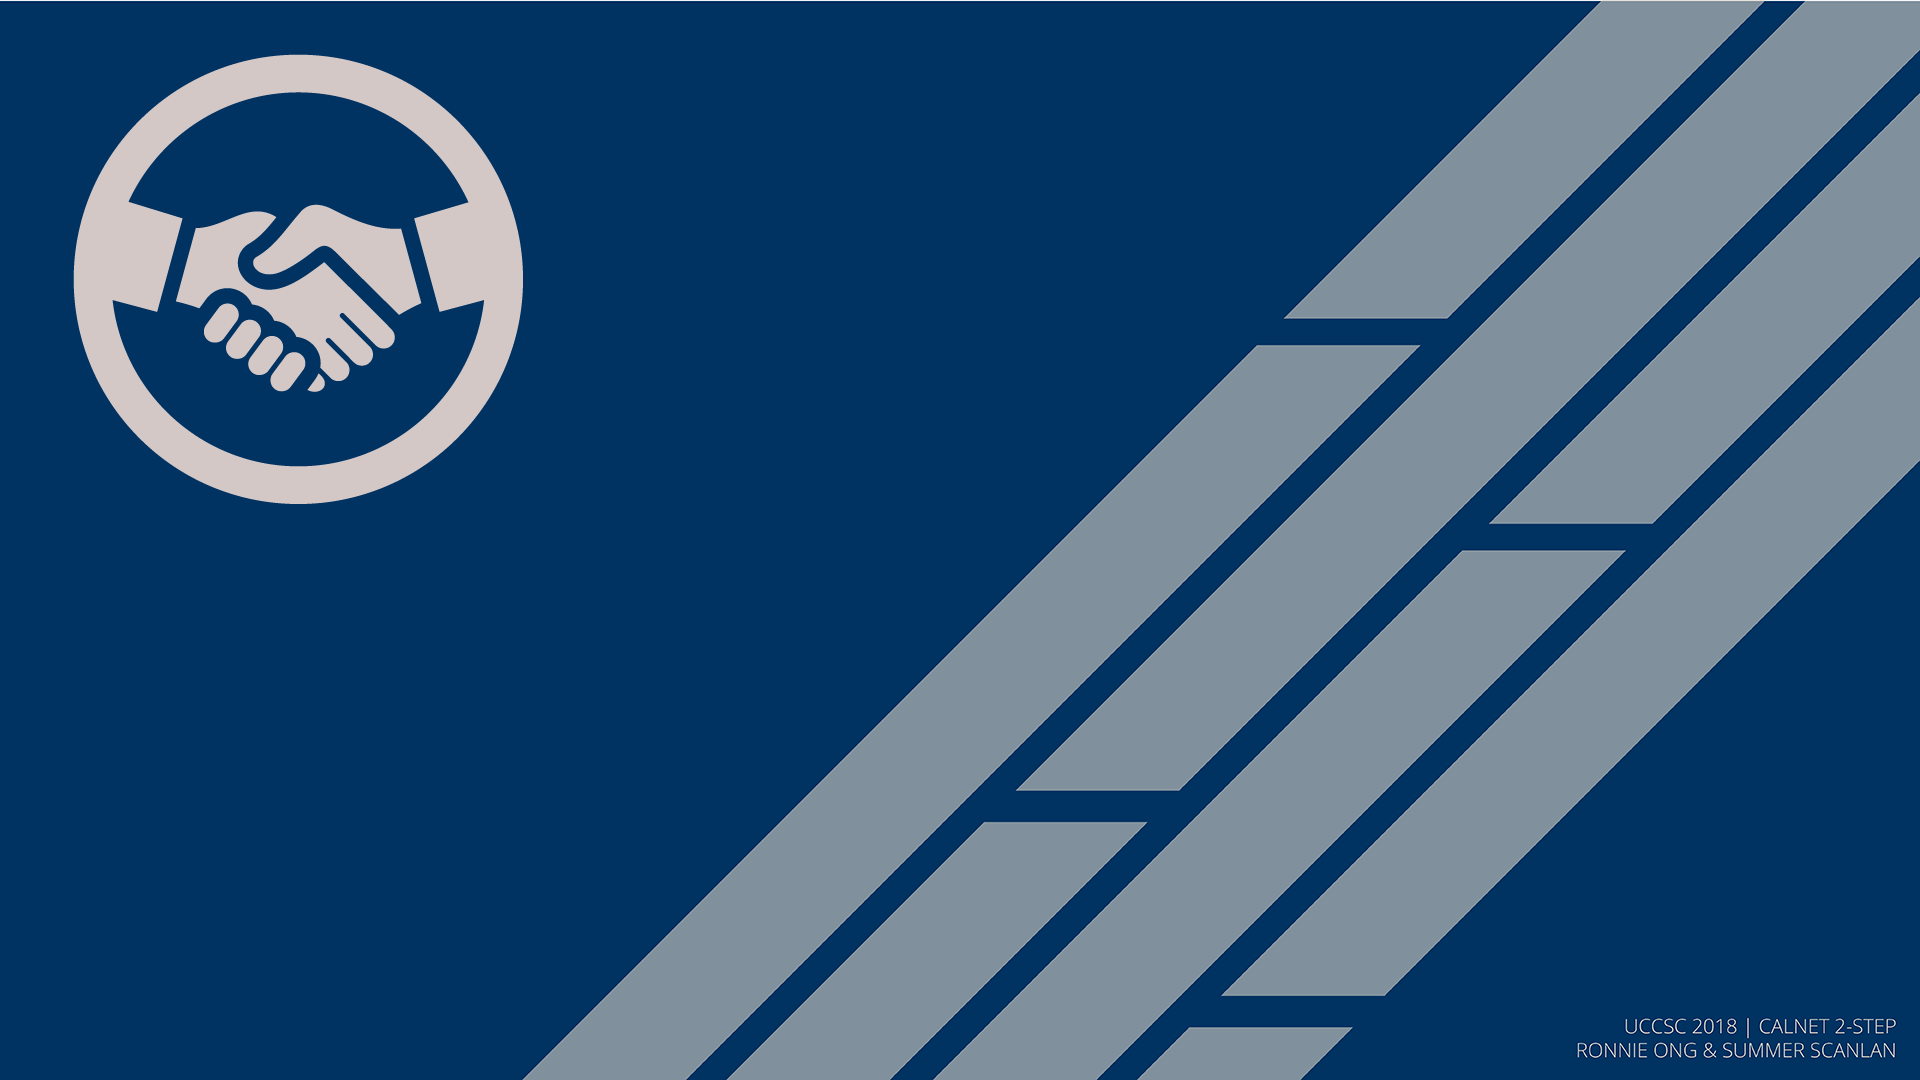 UCCSC 2018 | CALNET 2-STEP
RONNIE ONG & SUMMER SCANLAN